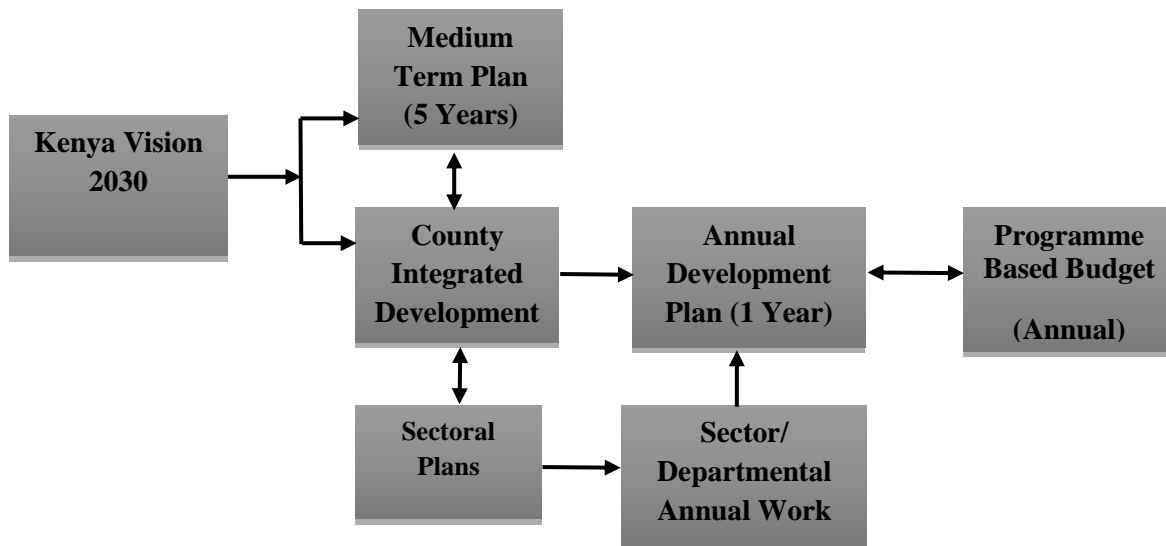 Medium
Term Plan
(5 Years)
Kenya Vision
2030
County
Integrated
Development
Annual
Development
Plan (1 Year)
Programme
Based Budget
(Annual)
Sectoral
Plans
Sector/
Departmental
Annual Work